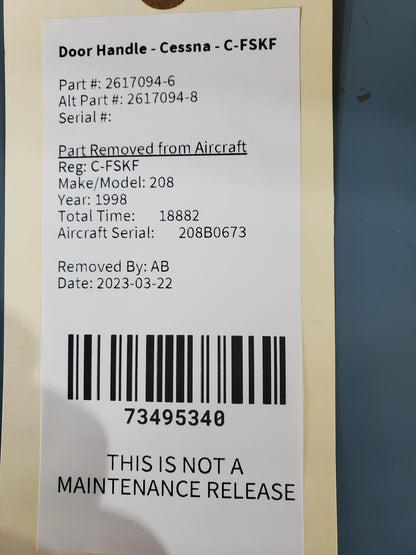 Door Handle - Cessna - C-FSKF
Part #: 2617094-6
Alt Part #: 2617094-8
Serial #:
Part Removed from Aircraft
Reg: C-FSKF
Make/Model: 208
Year: 1998
Total Time: 18882
Aircraft Serial: 208B0673
Removed By: AB
Date: 2023-03-22
73495340
THIS IS NOT A
MAINTENANCE RELEASE